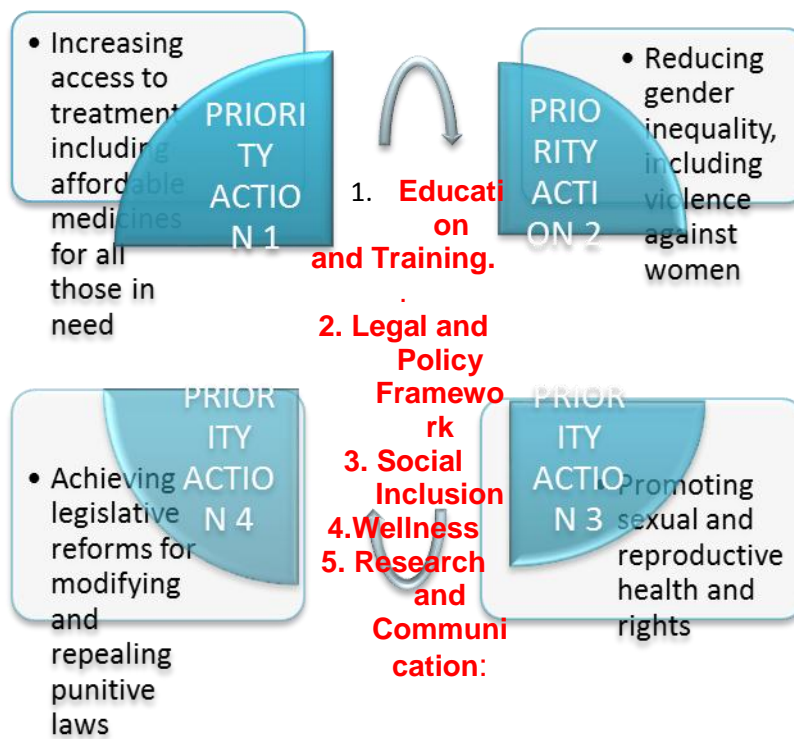 • Increasing
access to
treatment
including
affordable
medicines
for all
those in
need
PRIORI
TY
ACTIO
N 1
PRIO
RITY
ACTI
ON 2
• Reducing
gender
inequality,
including
violence
against
women
1. Educati
on
and Training.
.
2. Legal and
Policy
Framewo
rk
3. Social
Inclusion
4.Wellness
5. Research
and
Communi
cation:
PRIOR
ITY
ACTIO
N 4
• Achieving
legislative
reforms for
modifying
and
repealing
punitive
laws
PRIOR
ITY
ACTIO
N 3
• Promoting
sexual and
reproductive
health and
rights